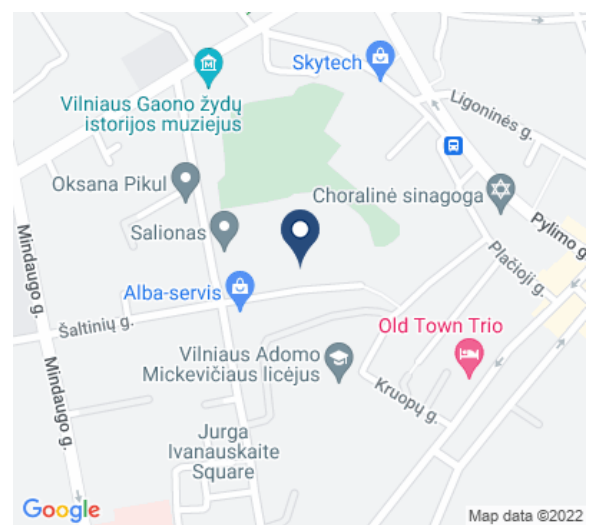 Skytech
Vilniaus Gaono žydų
istorijos muziejus
Ligoninės g.
Oksana Pikul
Choralinė sinagoga
Salionas
Pylimo g
Mindaugo g.
Plačioji g.
Alba-servis
Šaltinių g.
Old Town Trio
Vilniaus Adomo
Mickevičiaus licėjus
Mindaugo g.
Kruopų g.
Jurga
Ivanauskaite
Square
Google
Map data ©2022